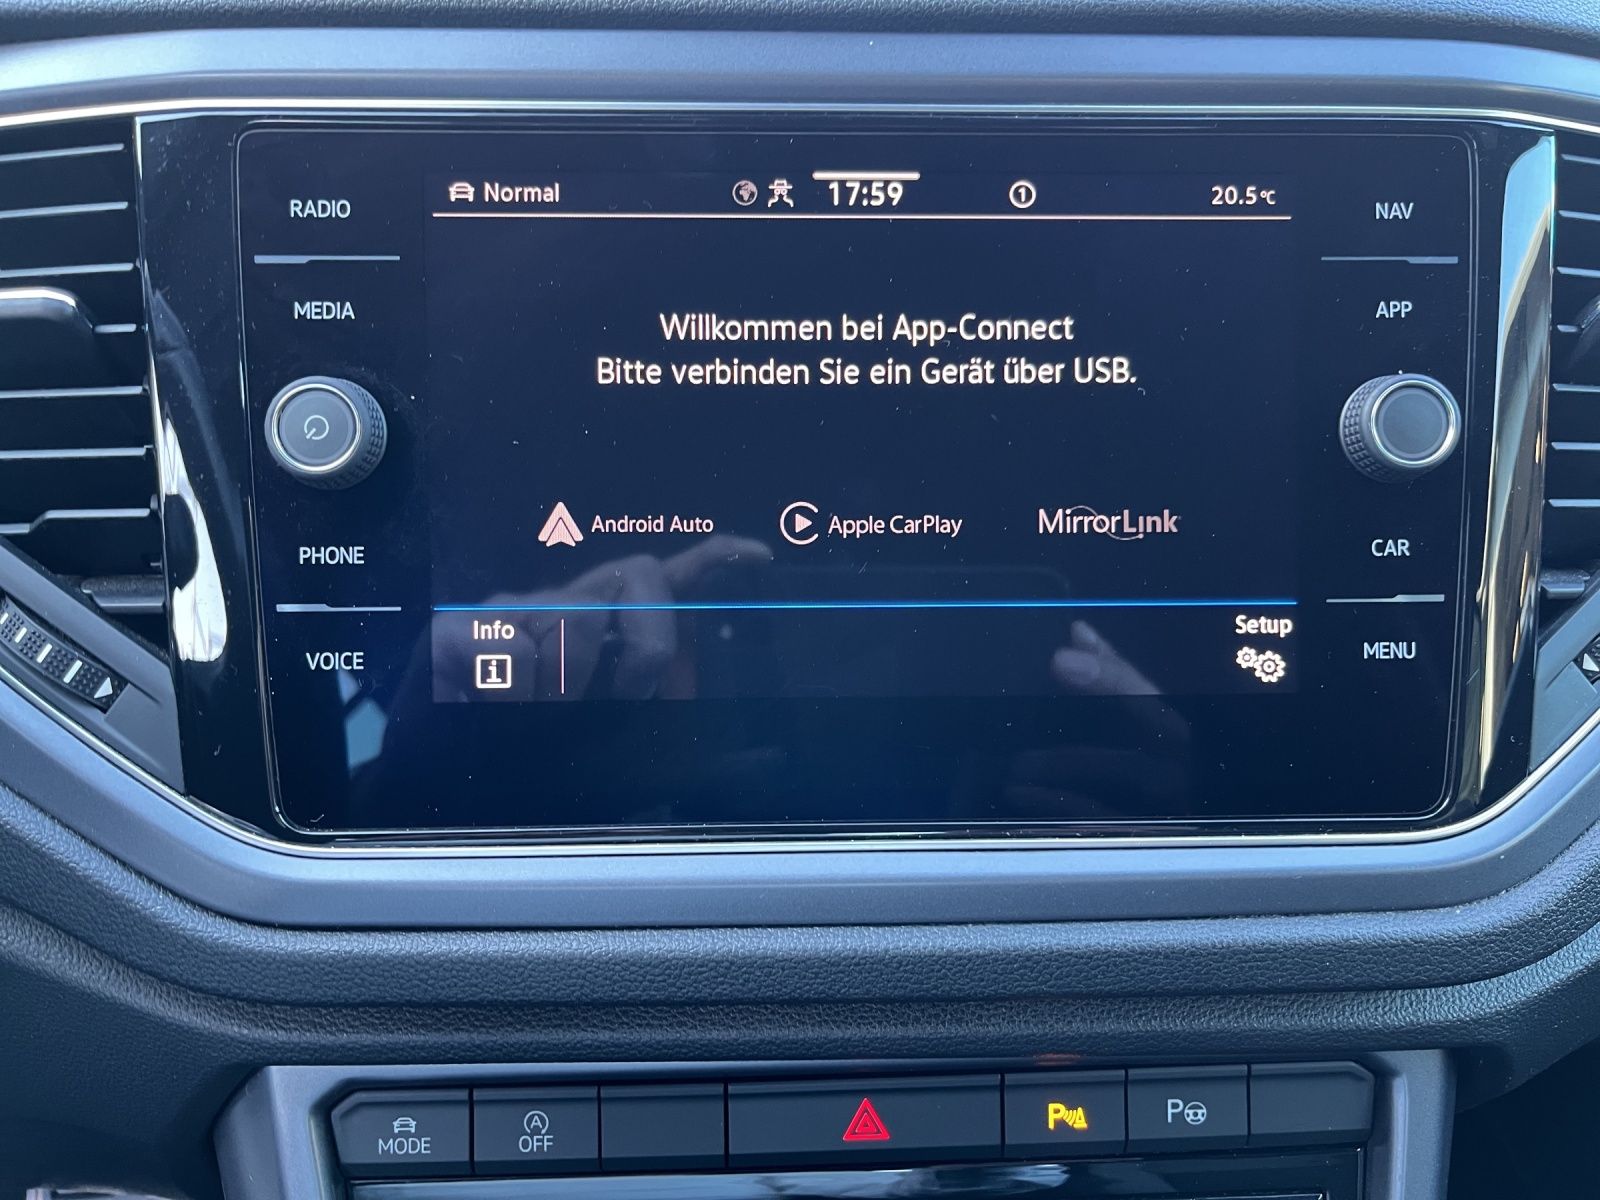 RADIO
MEDIA
PHONE
VOICE
Normal
17:59
1
20.5°C
Willkommen bei App-Connect
Bitte verbinden Sie ein Gerät über USB.
Android Auto
Apple CarPlay
MirrorLink
Info
i
Setup
NAV
APP
CAR
MENU
MODE
A
OFF
P
P